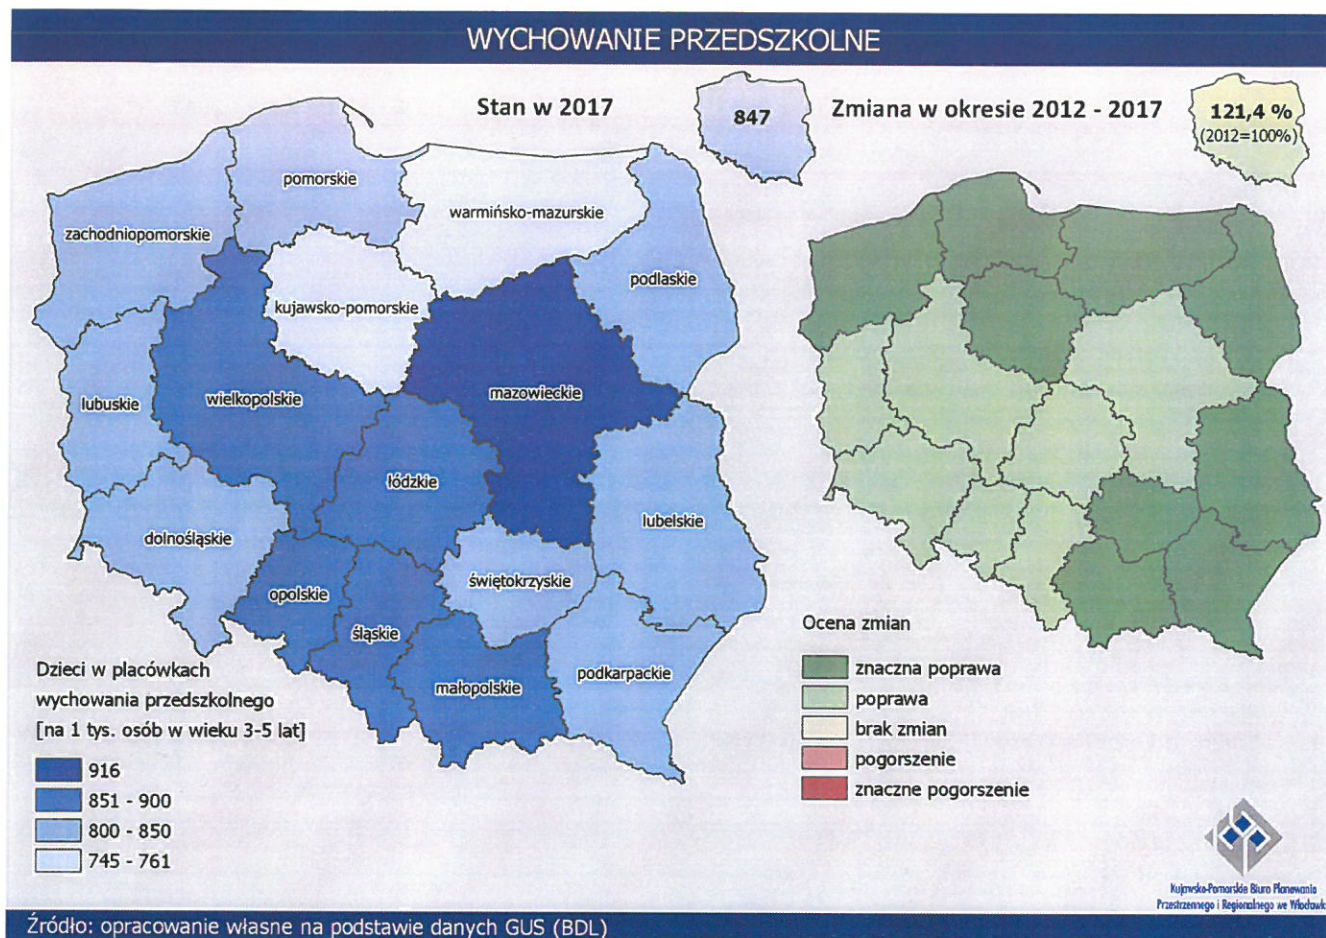 WYCHOWANIE PRZEDSZKOLNE
Stan w 2017
847
Zmiana w okresie 2012 - 2017
121,4 %
(2012=100%)
pomorskie
warmińsko-mazurskie
zachodniopomorskie
podlaskie
kujawsko-pomorskie
mazowieckie
wielkopolskie
lubuskie
łódzkie
lubelskie
dolnośląskie
świętokrzyskie
opolskie
śląskie
podkarpackie
małopolskie
Dzieci w placówkach
wychowania przedszkolnego
[na 1 tys. osób w wieku 3-5 lat]
916
851 - 900
800 - 850
745 - 761
Ocena zmian
znaczna poprawa
poprawa
brak zmian
pogorszenie
znaczne pogorszenie
Kujawsko-Pomorskie Biuro Planowania
Przestrzennego i Regionalnego we Włocławku
Źródło: opracowanie własne na podstawie danych GUS (BDL)